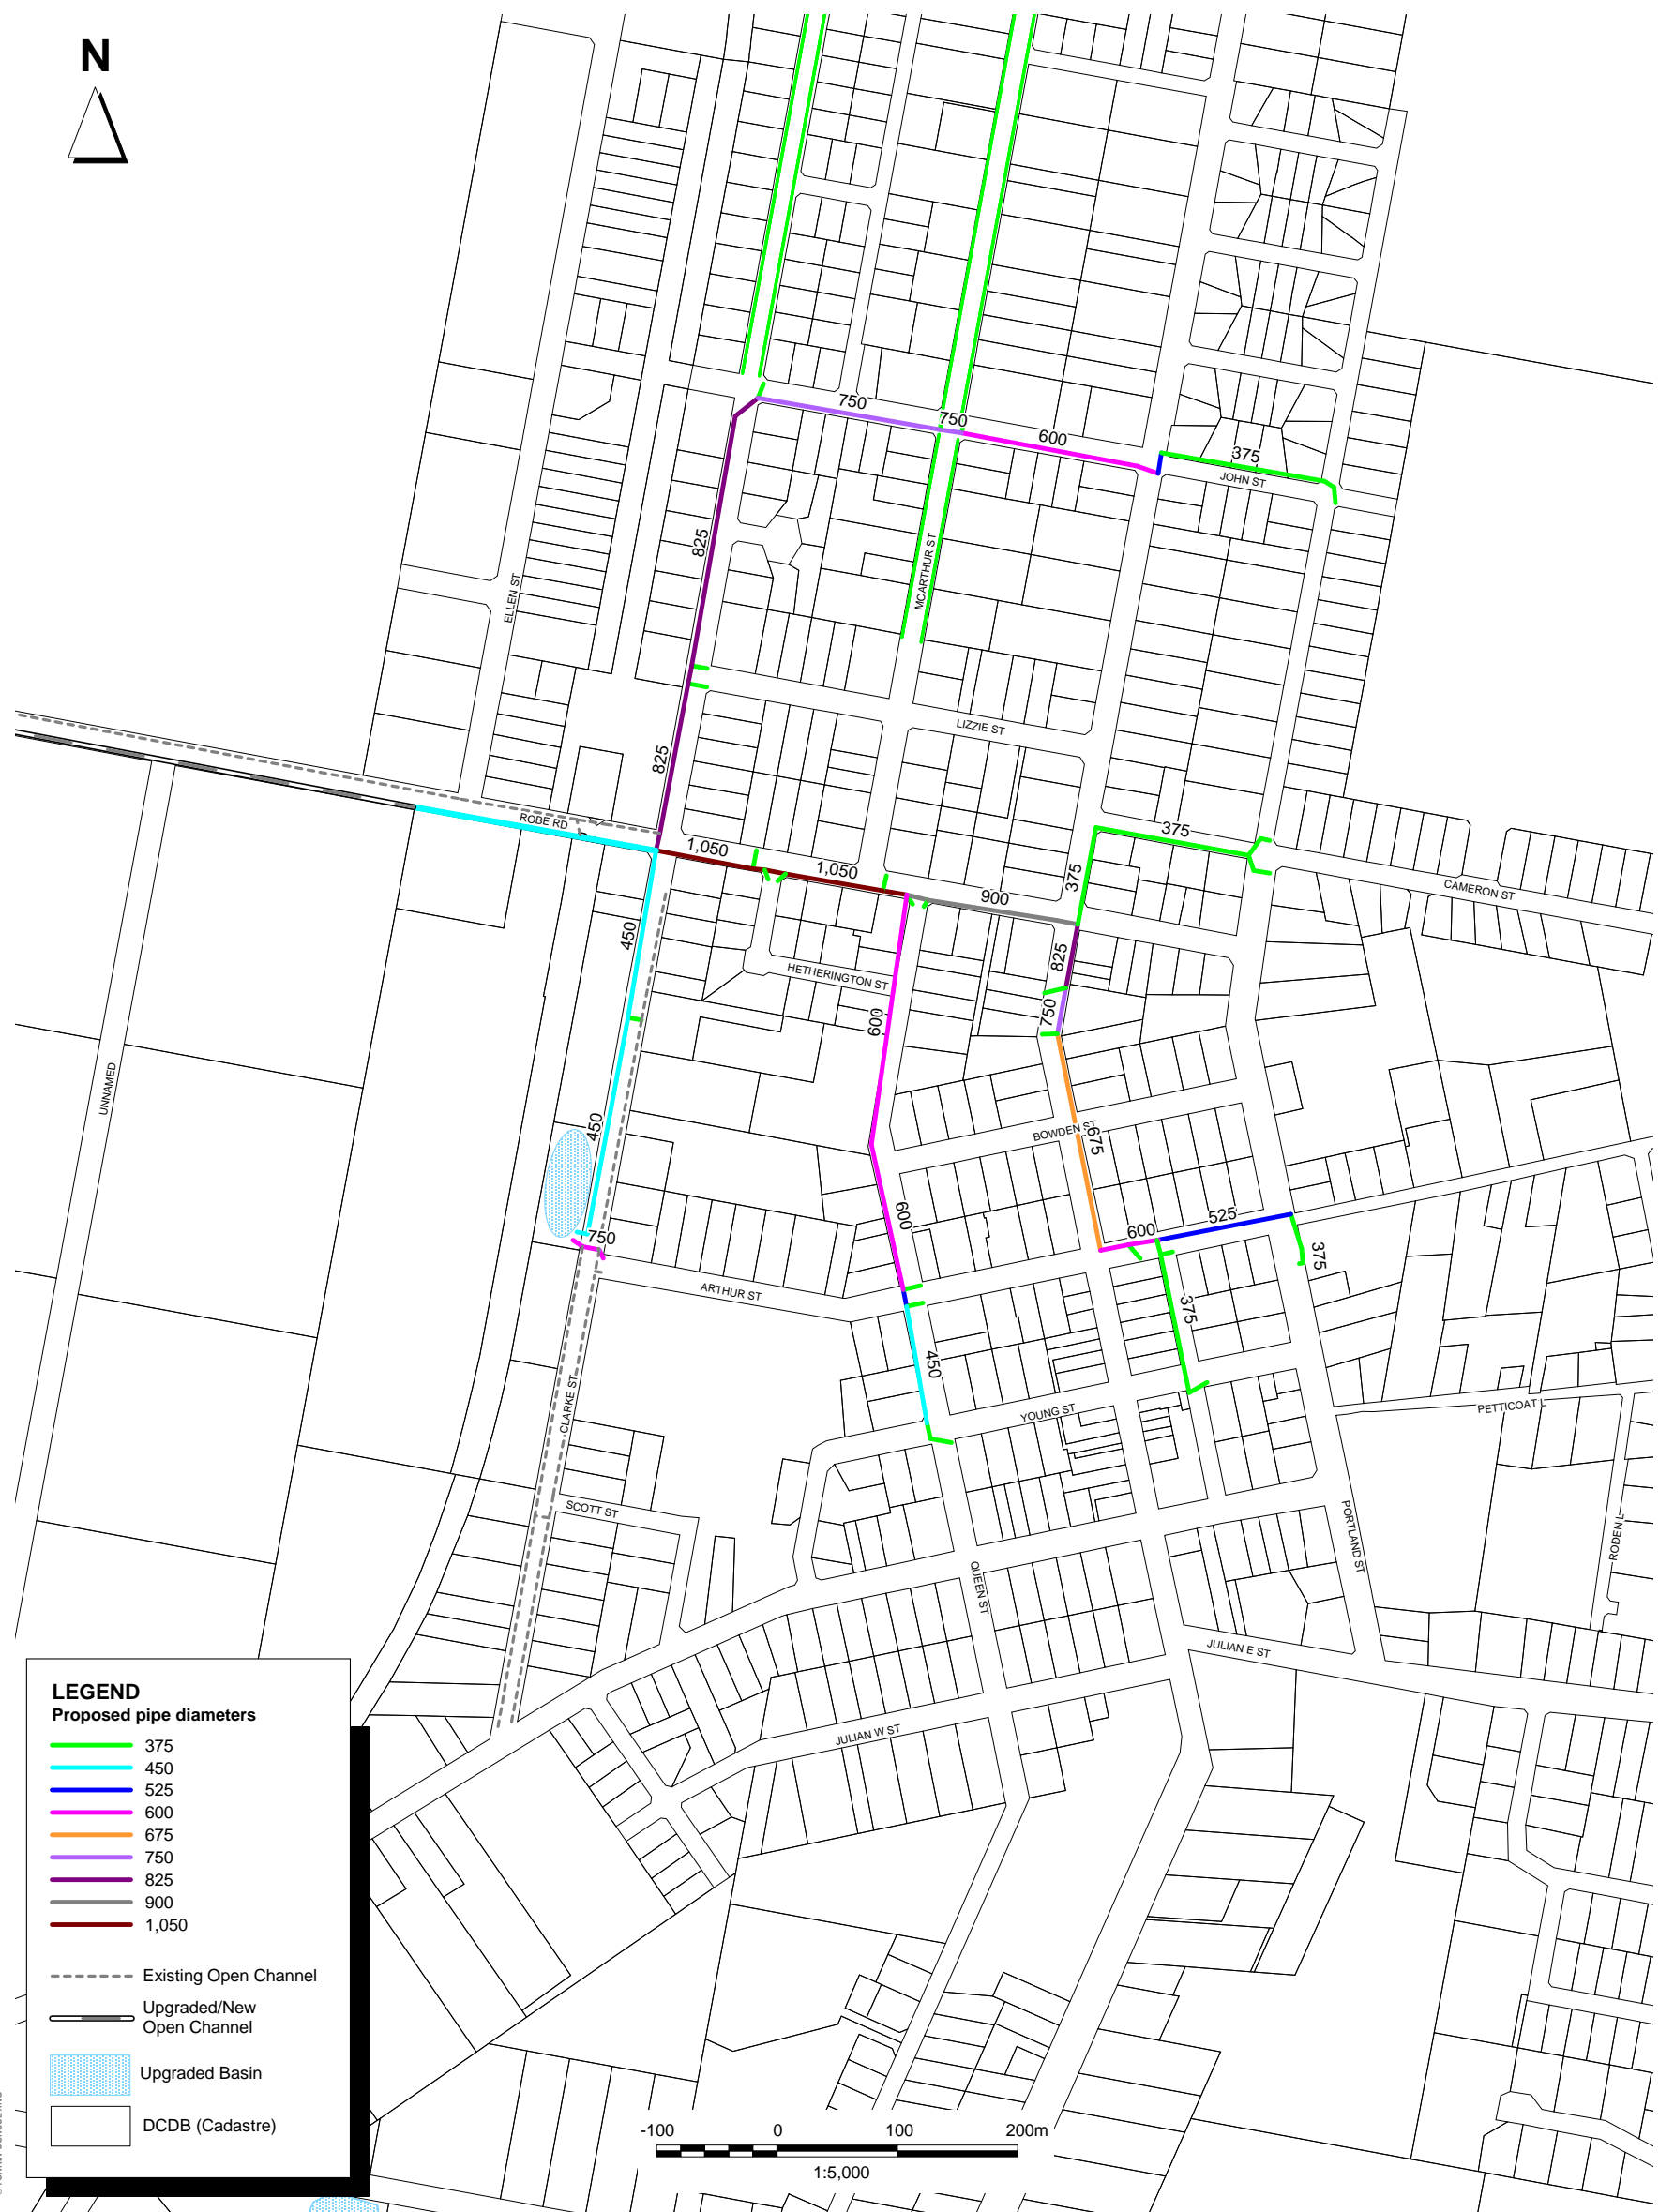 N
750
750
600
375
JOHN ST
825
MCARTHUR ST
ELLEN ST
LIZZIE ST
825
ROBE RD
1,050
1,050
900
375
375
CAMERON ST
450
825
HETHERINGTON ST
750
600
UNNAMED
450
BOWDEN ST
675
600
525
600
750
375
ARTHUR ST
375
450
CLARKE ST
YOUNG ST
PETTICOAT L
SCOTT ST
PORTLAND ST
RODEN L
QUEEN ST
JULIAN E ST
JULIAN W ST
LEGEND
Proposed pipe diameters
375
450
525
600
675
750
825
900
1,050
Existing Open Channel
Upgraded/New
Open Channel
Upgraded Basin
DCDB (Cadastre)
-100 0 100 200m
1:5,000